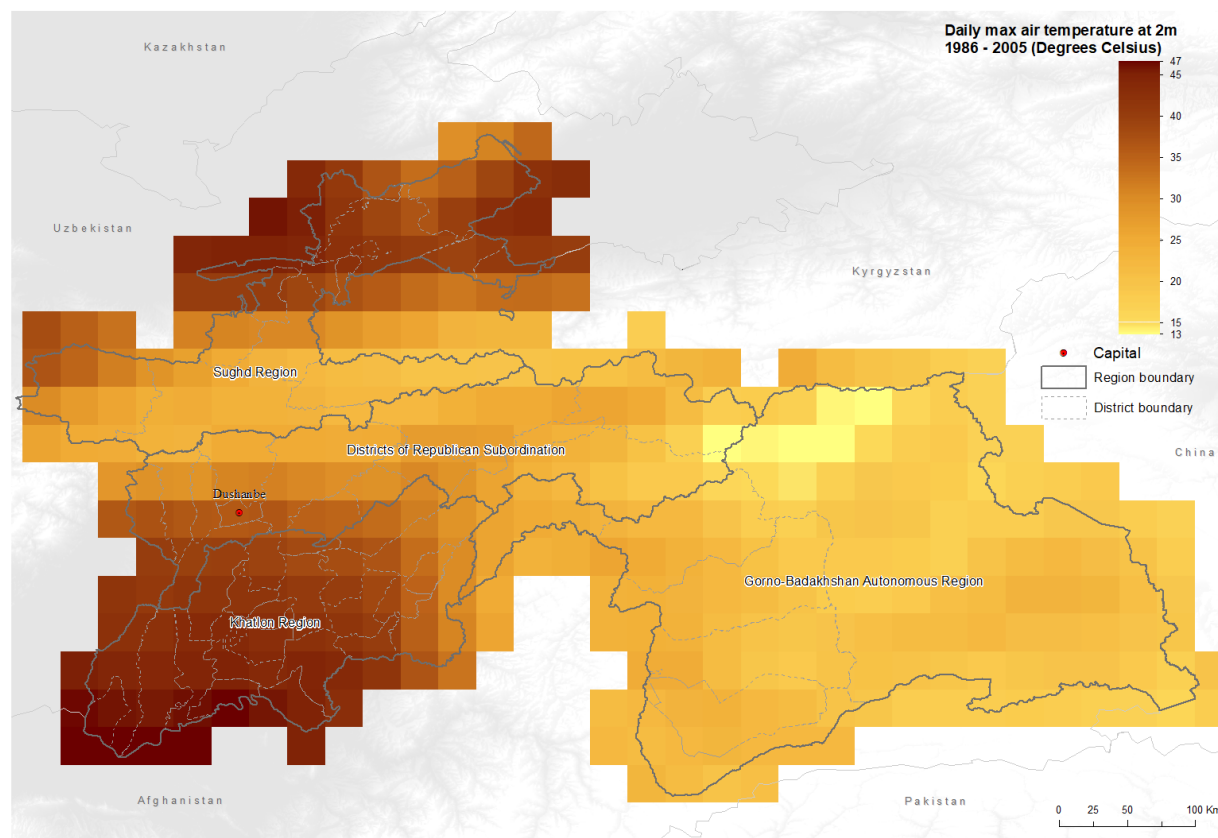 Daily max air temperature at 2m
1986 - 2005 (Degrees Celsius)
47
45
40
35
30
25
20
15
13
Capital
Region boundary
District boundary
Kazakhstan
Uzbekistan
Kyrgyzstan
China
Sughd Region
Districts of Republican Subordination
Dushanbe
Gorno-Badakhshan Autonomous Region
Khatlon Region
Afghanistan
Pakistan
0 25 50 100 Km